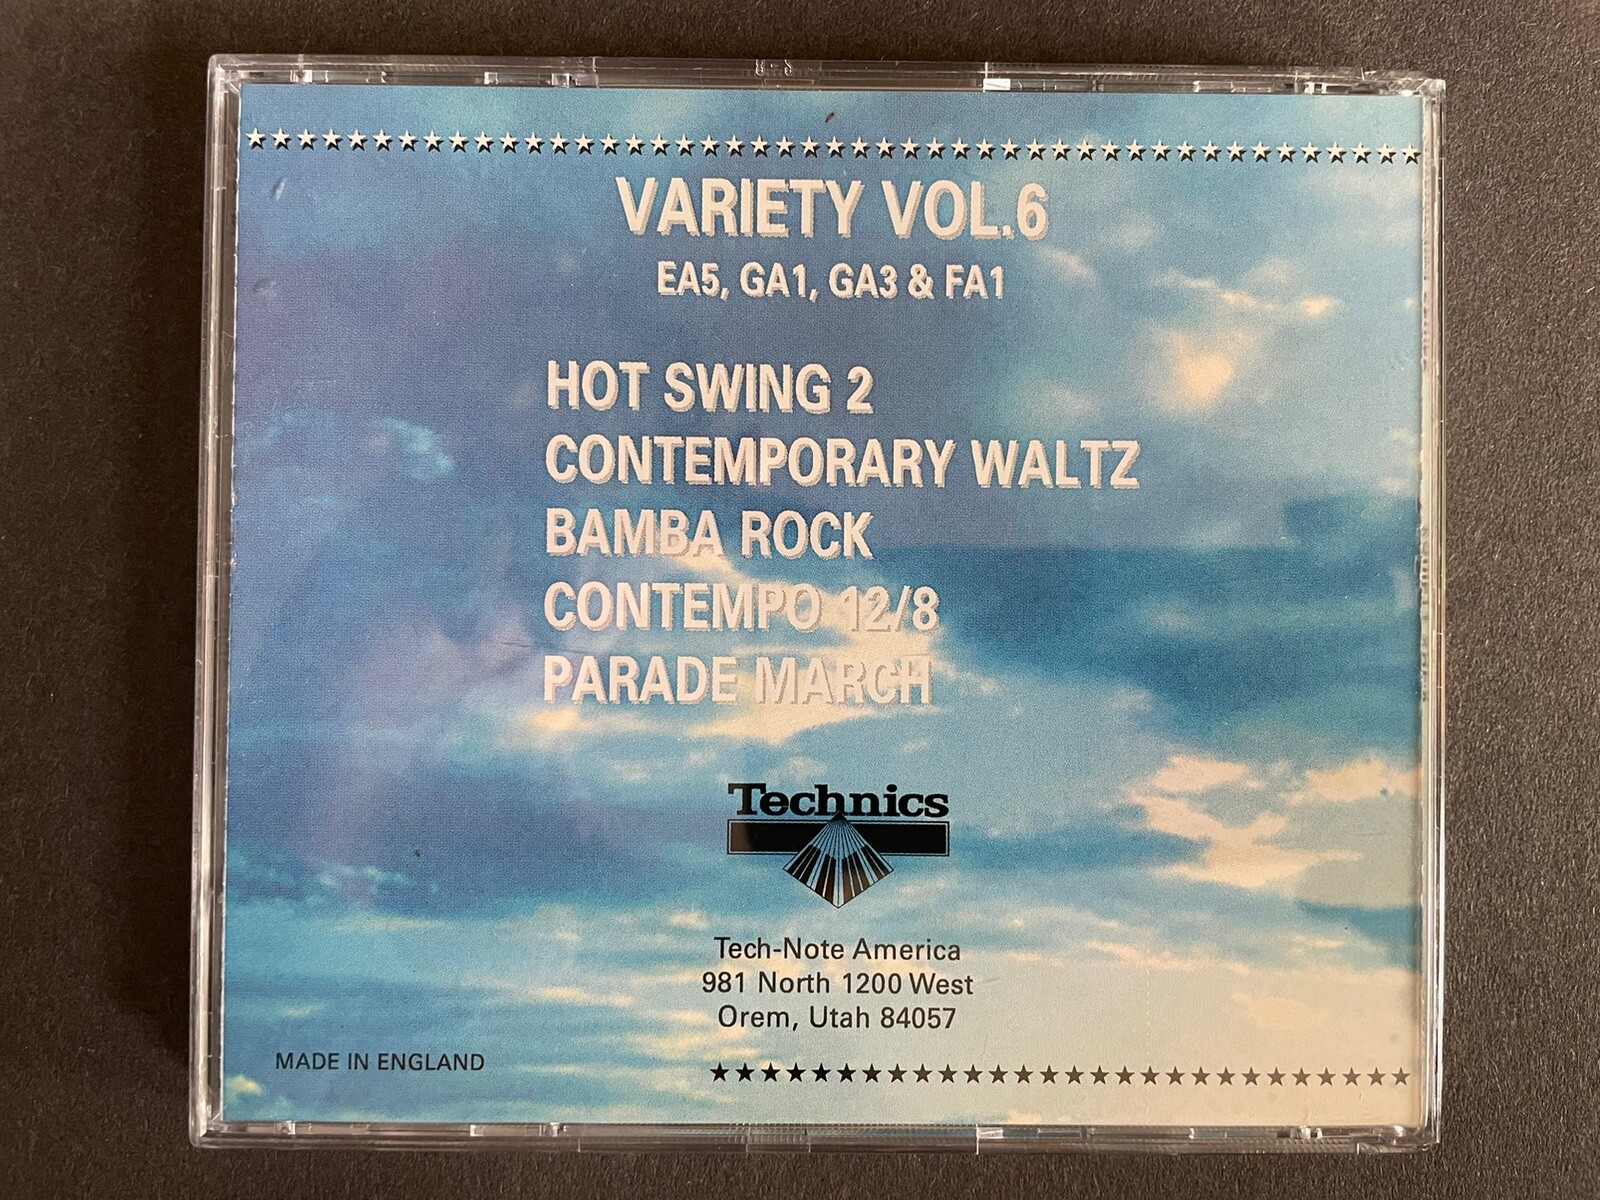 VARIETY VOL.6
EA5, GA1, GA3 & FA1
HOT SWING 2
CONTEMPORARY WALTZ
BAMBA ROCK
CONTEMPO 12/8
PARADE MARCH
Technics
Tech-Note America
981 North 1200 West
Orem, Utah 84057
MADE IN ENGLAND